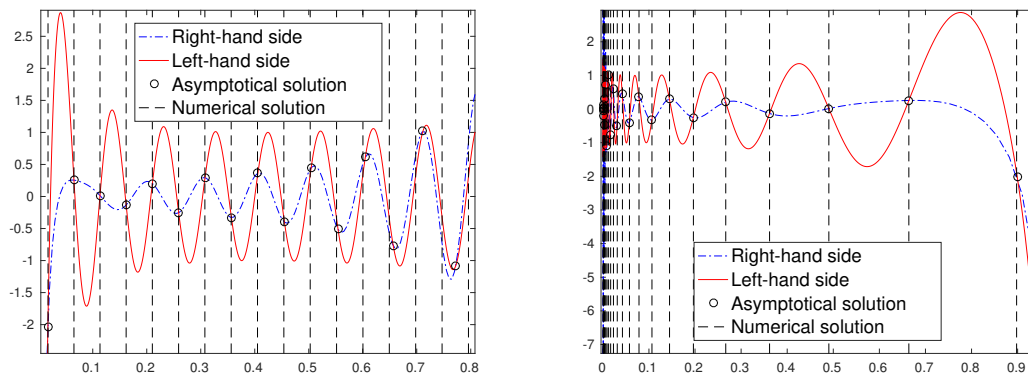 2.5
2
1.5
1
0.5
0
-0.5
-1
-1.5
-2
0.1 0.2 0.3 0.4 0.5 0.6 0.7 0.8
Right-hand side
Left-hand side
Asymptotical solution
Numerical solution
2
1
0
-1
-2
-3
-4
-5
-6
-7
0 0.1 0.2 0.3 0.4 0.5 0.6 0.7 0.8 0.9
Right-hand side
Left-hand side
Asymptotical solution
Numerical solution